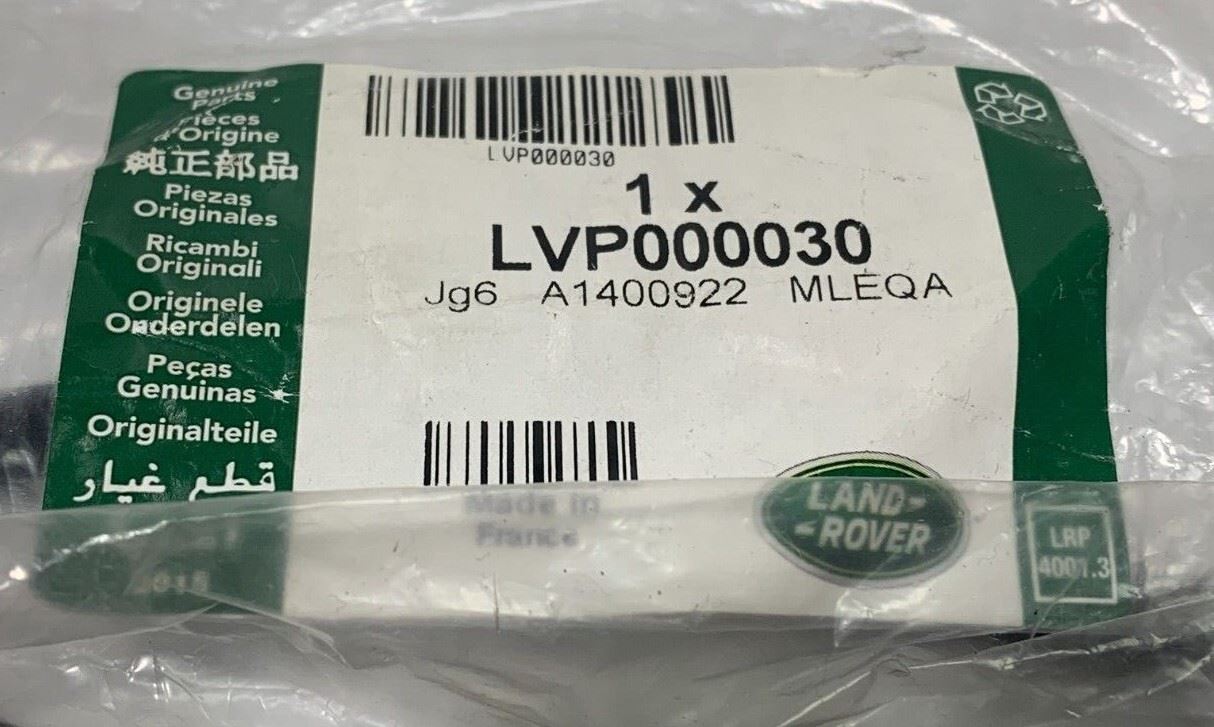 Genuine
Parts
Pièces
d'Origine
純正部品
Piezas
Originales
Ricambi
Originali
Originele
Onderdelen
Peças
Genuinas
Originalteile
قطع غيار
LVP000030
1 x
LVP000030
Jg6 A1400922 MLEQA
Made in
France
LAND-
-ROVER
LRP
4001.3